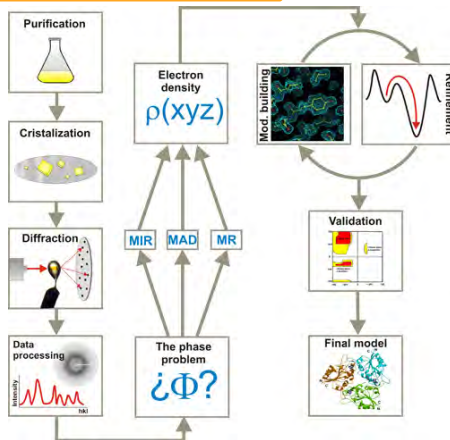 Purification
Cristalization
Diffraction
Data
processing
Intensity
hkl
The phase
problem
¿Φ?
MIR
MAD
MR
Electron
density
ρ(xyz)
Mod. building
Refinement
Validation
Final model